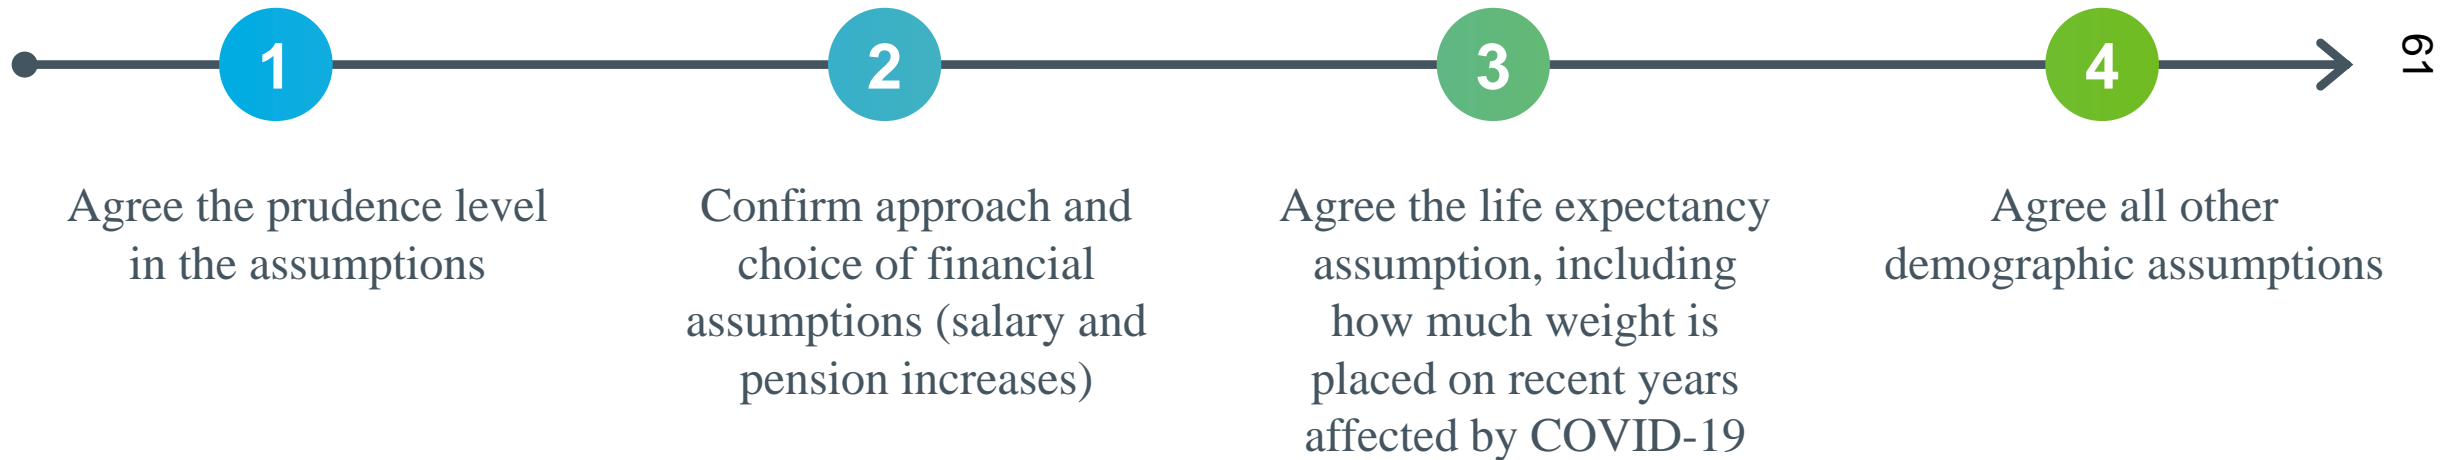 1
Agree the prudence level
in the assumptions
2
Confirm approach and
choice of financial
assumptions (salary and
pension increases)
3
Agree the life expectancy
assumption, including
how much weight is
placed on recent years
affected by COVID-19
4
Agree all other
demographic assumptions
61